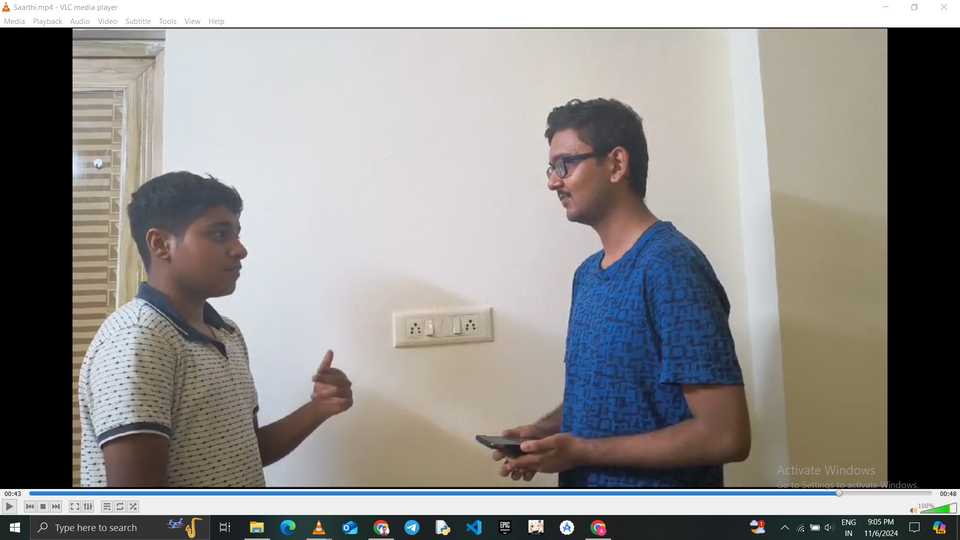 Saarthi.mp4 - VLC media player
Media Playback Audio Video Subtitle Tools View Help
Activate Windows
Go to Settings to activate Windows.
00:43
00:48
100%
Type here to search
EPIC
ENG
IN
9:05 PM
11/6/2024